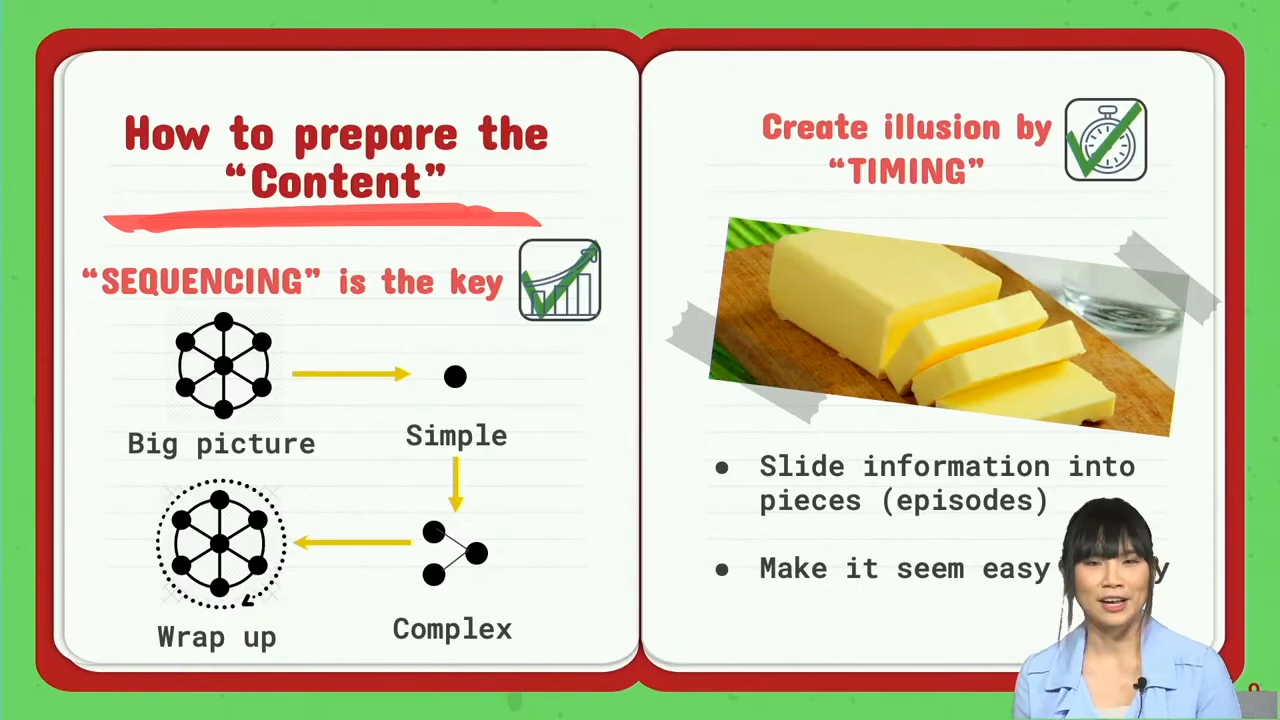 How to prepare the
“Content”
“SEQUENCING” is the key
Big picture
Simple
Wrap up
Complex
Create illusion by
“TIMING”
● Slide information into
pieces (episodes)
● Make it seem easy